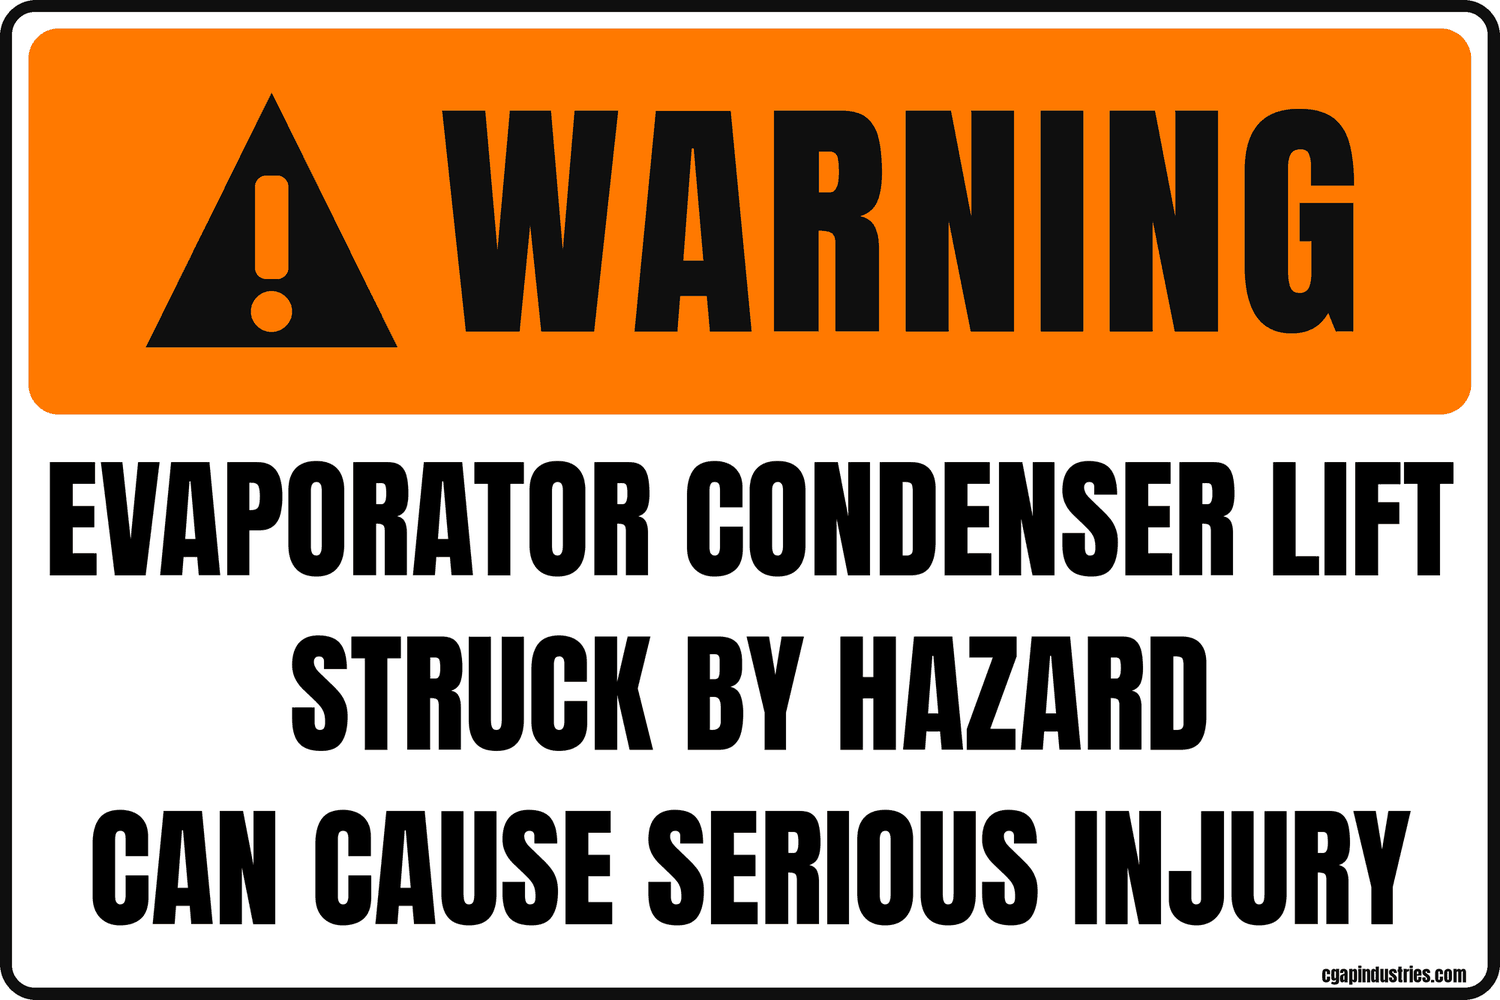 WARNING
EVAPORATOR CONDENSER LIFT
STRUCK BY HAZARD
CAN CAUSE SERIOUS INJURY
cgapindustries.com